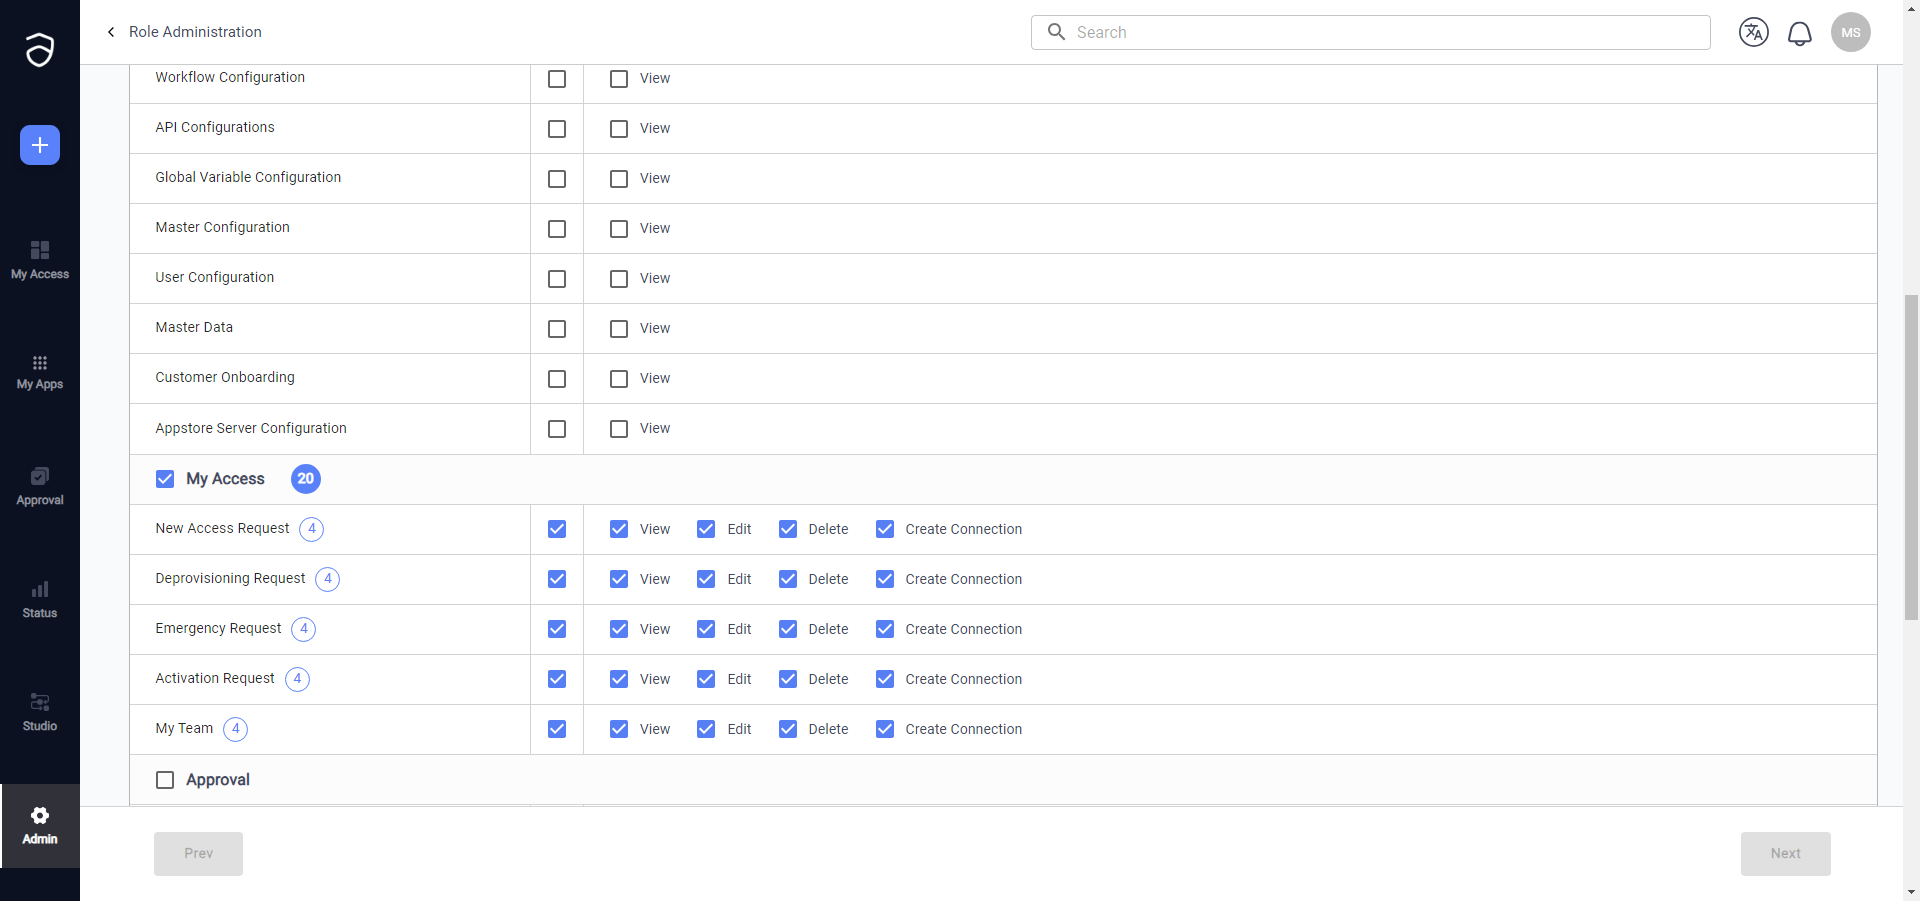 Role Administration
Search
MS
Workflow Configuration View
API Configurations View
Global Variable Configuration View
Master Configuration View
User Configuration View
Master Data View
Customer Onboarding View
Appstore Server Configuration View
My Access 20
New Access Request 4 View Edit Delete Create Connection
Deprovisioning Request 4 View Edit Delete Create Connection
Emergency Request 4 View Edit Delete Create Connection
Activation Request 4 View Edit Delete Create Connection
My Team 4 View Edit Delete Create Connection
Approval
Prev
Next
My Access
My Apps
Approval
Status
Studio
Admin